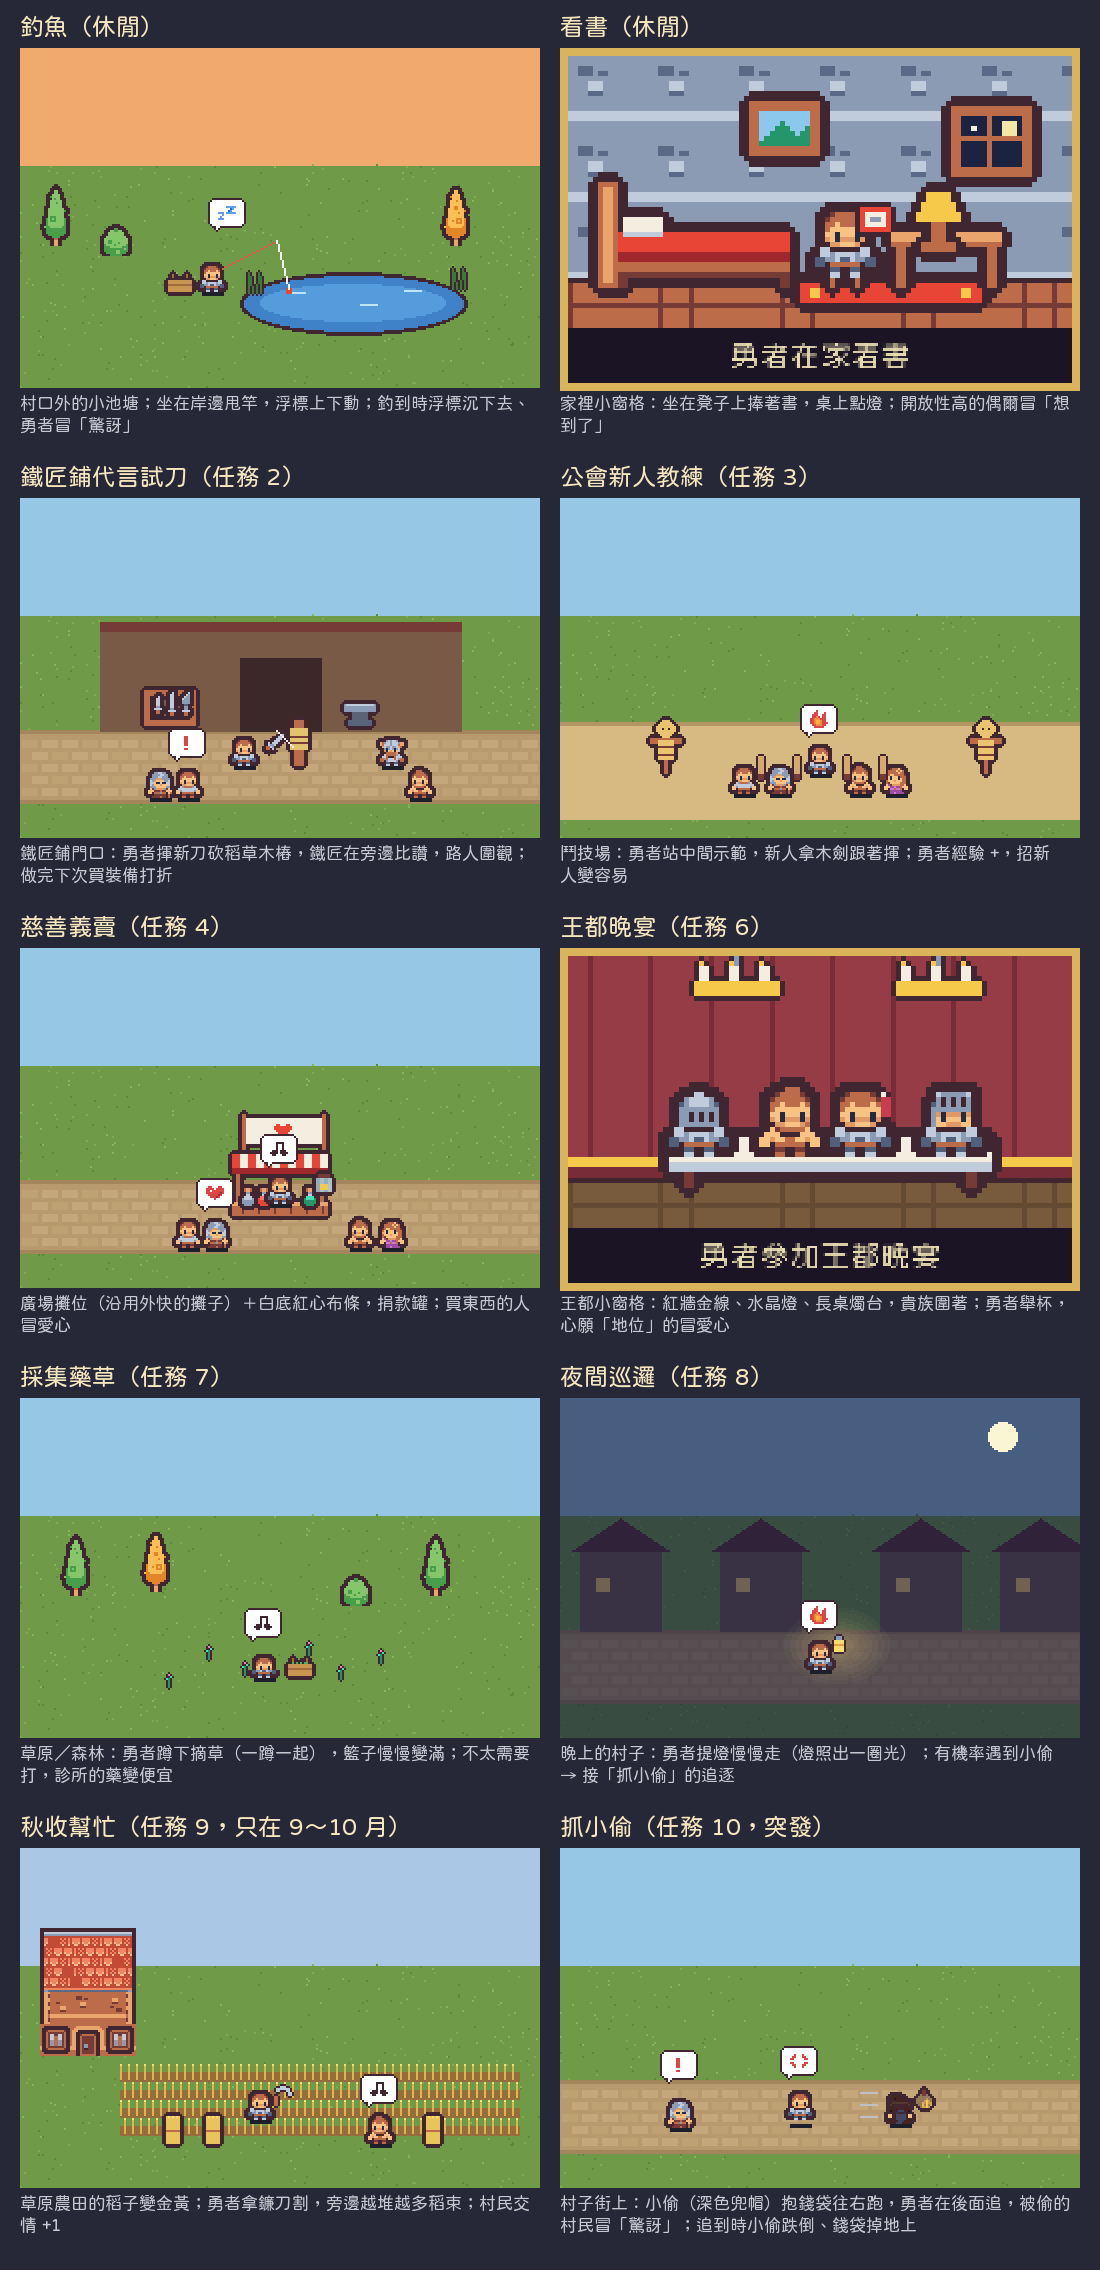 釣魚（休閒）
看書（休閒）
zZ
勇者在家看書
村口外的小池塘；坐在岸邊甩竿，浮標上下動；釣到時浮標沉下去、
勇者冒「驚訝」
家裡小窗格：坐在凳子上捧著書，桌上點燈；開放性高的偶爾冒「想
到了」
鐵匠鋪代言試刀（任務 2）
公會新人教練（任務 3）
!
鐵匠鋪門口：勇者揮新刀砍稻草木樁，鐵匠在旁邊比讚，路人圍觀；
做完下次買裝備打折
鬥技場：勇者站中間示範，新人拿木劍跟著揮；勇者經驗 +，招新
人變容易
慈善義賣（任務 4）
王都晚宴（任務 6）
勇者參加王都晚宴
廣場攤位（沿用外快的攤子）＋白底紅心布條，捐款罐；買東西的人
冒愛心
王都小窗格：紅牆金線、水晶燈、長桌燭台，貴族圍著；勇者舉杯，
心願「地位」的冒愛心
採集藥草（任務 7）
夜間巡邏（任務 8）
草原／森林：勇者蹲下摘草（一蹲一起），籃子慢慢變滿；不太需要
打，診所的藥變便宜
晚上的村子：勇者提燈慢慢走（燈照出一圈光）；有機率遇到小偷
→ 接「抓小偷」的追逐
秋收幫忙（任務 9，只在 9～10 月）
抓小偷（任務 10，突發）
!
草原農田的稻子變金黃；勇者拿鐮刀割，旁邊越堆越多稻束；村民交
情 +1
村子街上：小偷（深色兜帽）抱錢袋往右跑，勇者在後面追，被偷的
村民冒「驚訝」；追到時小偷跌倒、錢袋掉地上